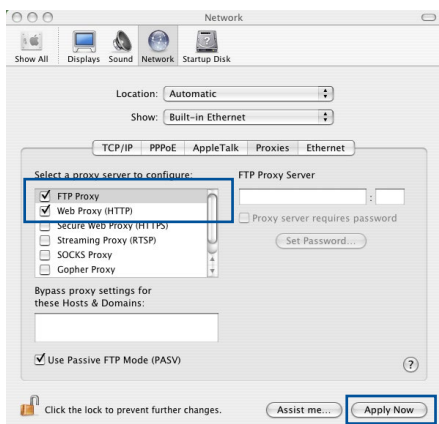 Network
Show All
Displays
Sound
Network
Startup Disk
Location: Automatic
Show: Built-in Ethernet
TCP/IP PPPoE AppleTalk Proxies Ethernet
Select a proxy server to configure:
FTP Proxy
Web Proxy (HTTP)
Secure Web Proxy (HTTPS)
Streaming Proxy (RTSP)
SOCKS Proxy
Gopher Proxy
FTP Proxy Server
:
Proxy server requires password
Set Password...
Bypass proxy settings for
these Hosts & Domains:
Use Passive FTP Mode (PASV)
?
Click the lock to prevent further changes.
Assist me...
Apply Now